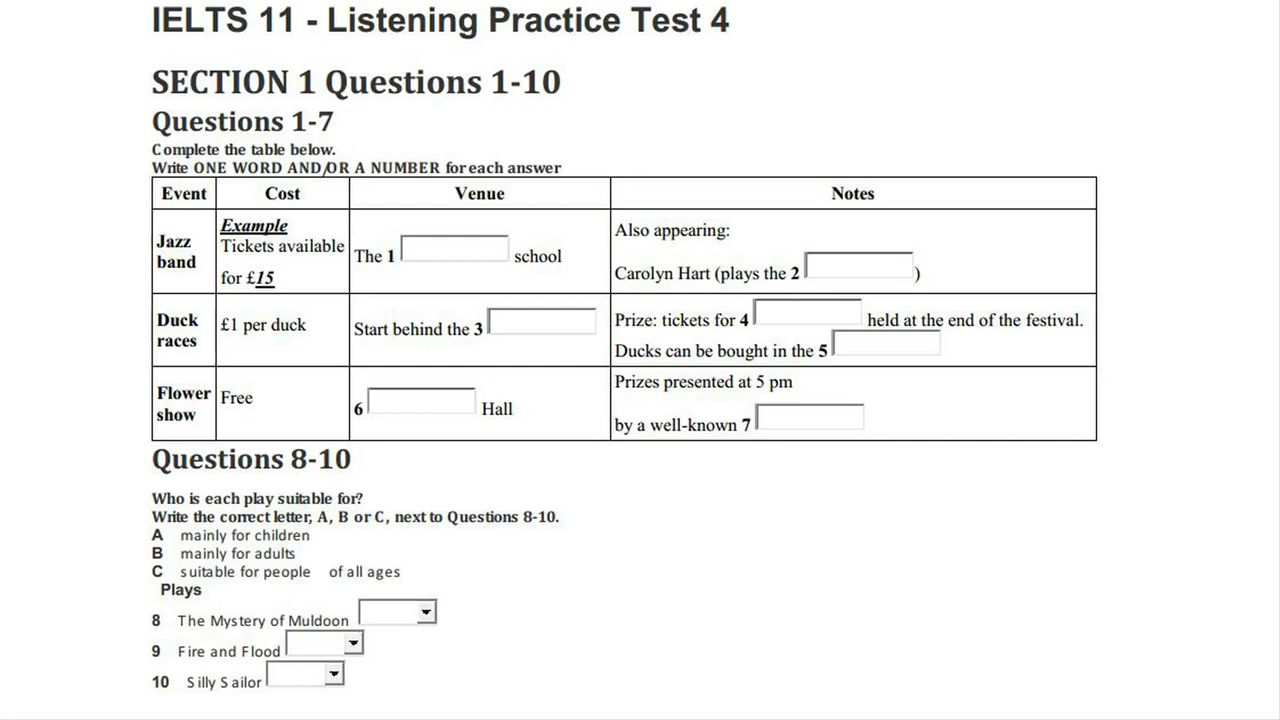 IELTS 11 - Listening Practice Test 4
SECTION 1 Questions 1-10
Questions 1-7
Complete the table below.
Write ONE WORD AND/OR A NUMBER for each answer
Event Cost Venue Notes
Jazz band
Example
Tickets available
for £15
The 1 school
Also appearing:
Carolyn Hart (plays the 2 )
Duck races
£1 per duck
Start behind the 3
Prize: tickets for 4 held at the end of the festival.
Ducks can be bought in the 5
Flower show
Free
6 Hall
Prizes presented at 5 pm
by a well-known 7
Questions 8-10
Who is each play suitable for?
Write the correct letter, A, B or C, next to Questions 8-10.
A mainly for children
B mainly for adults
C suitable for people of all ages
Plays
8 The Mystery of Muldoon
9 Fire and Flood
10 Silly Sailor